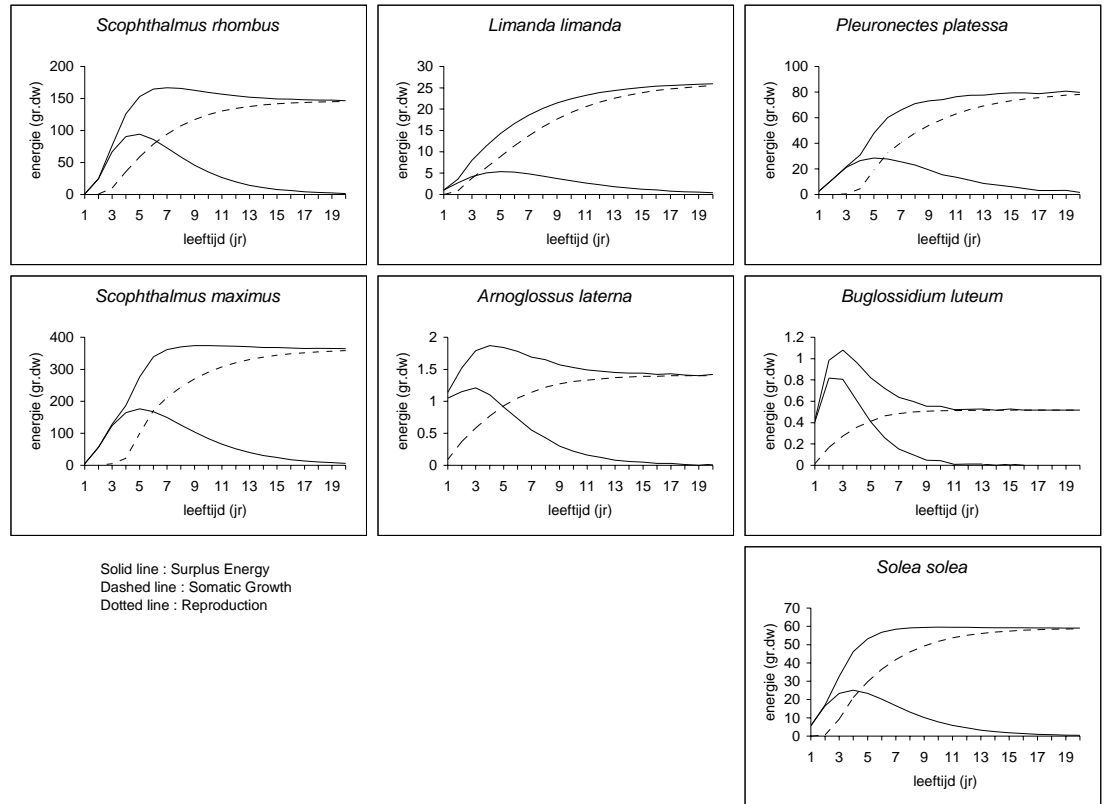 Scophthalmus rhombus
200
150
100
50
0
energie (gr.dw)
1 3 5 7 9 11 13 15 17 19
leeftijd (jr)
Limanda limanda
30
25
20
15
10
5
0
energie (gr.dw)
1 3 5 7 9 11 13 15 17 19
leeftijd (jr)
Pleuronectes platessa
100
80
60
40
20
0
energie (gr.dw)
1 3 5 7 9 11 13 15 17 19
leeftijd (jr)
Scophthalmus maximus
400
300
200
100
0
energie (gr.dw)
1 3 5 7 9 11 13 15 17 19
leeftijd (jr)
Arnoglossus laterna
2
1.5
1
0.5
0
energie (gr.dw)
1 3 5 7 9 11 13 15 17 19
leeftijd (jr)
Buglossidium luteum
1.2
1
0.8
0.6
0.4
0.2
0
energie (gr.dw)
1 3 5 7 9 11 13 15 17 19
leeftijd (jr)
Solid line : Surplus Energy
Dashed line : Somatic Growth
Dotted line : Reproduction
Solea solea
70
60
50
40
30
20
10
0
energie (gr.dw)
1 3 5 7 9 11 13 15 17 19
leeftijd (jr)